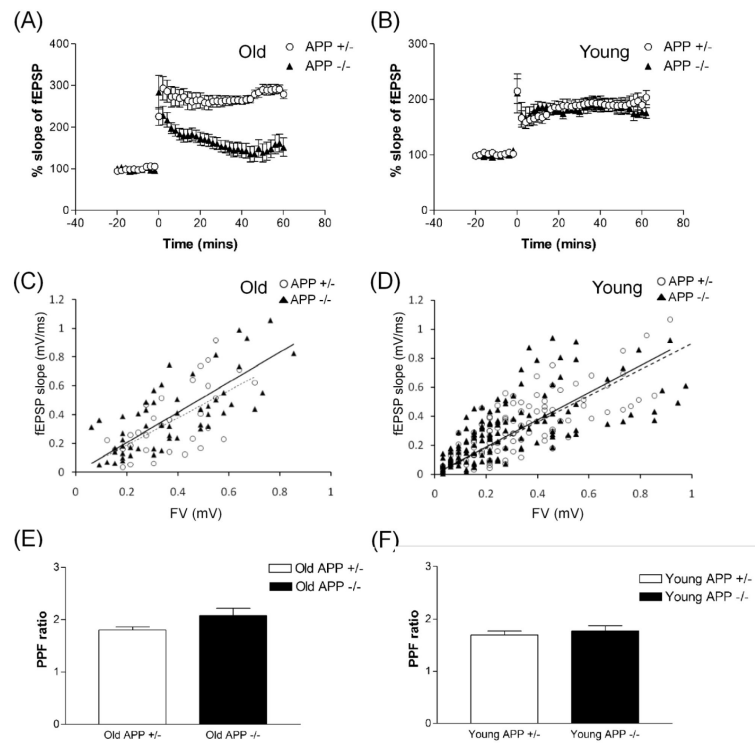 (A)
Old
APP +/-
APP -/-
% slope of fEPSP
400
300
200
100
0
-40 -20 0 20 40 60 80
Time (mins)
(B)
Young
APP +/-
APP -/-
% slope of fEPSP
300
200
100
0
-40 -20 0 20 40 60 80
Time (mins)
(C)
Old
APP +/-
APP -/-
fEPSP slope (mV/ms)
1.2
1
0.8
0.6
0.4
0.2
0
0 0.2 0.4 0.6 0.8 1
FV (mV)
(D)
Young
APP +/-
APP -/-
fEPSP slope (mV/ms)
1.2
1
0.8
0.6
0.4
0.2
0
0 0.2 0.4 0.6 0.8 1
FV (mV)
(E)
Old APP +/-
Old APP -/-
PPF ratio
3
2
1
0
Old APP +/- Old APP -/-
(F)
Young APP +/-
Young APP -/-
PPF ratio
3
2
1
0
Young APP +/- Young APP -/-